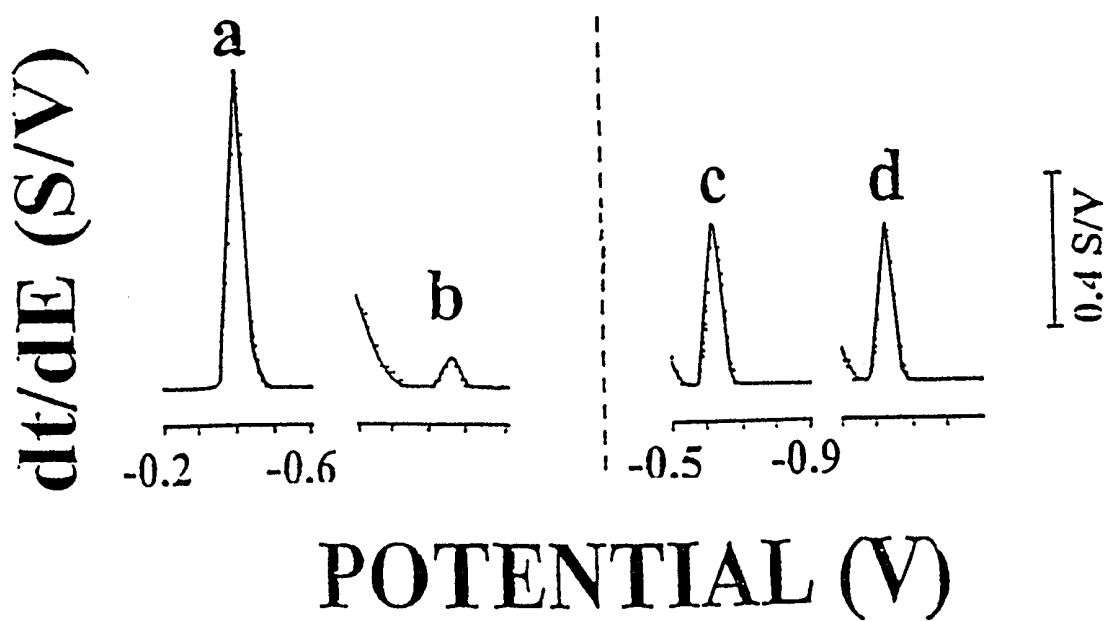 a
b
c
d
dt/dE (S/V)
0.4 S/V
-0.2
-0.6
-0.5
-0.9
POTENTIAL (V)